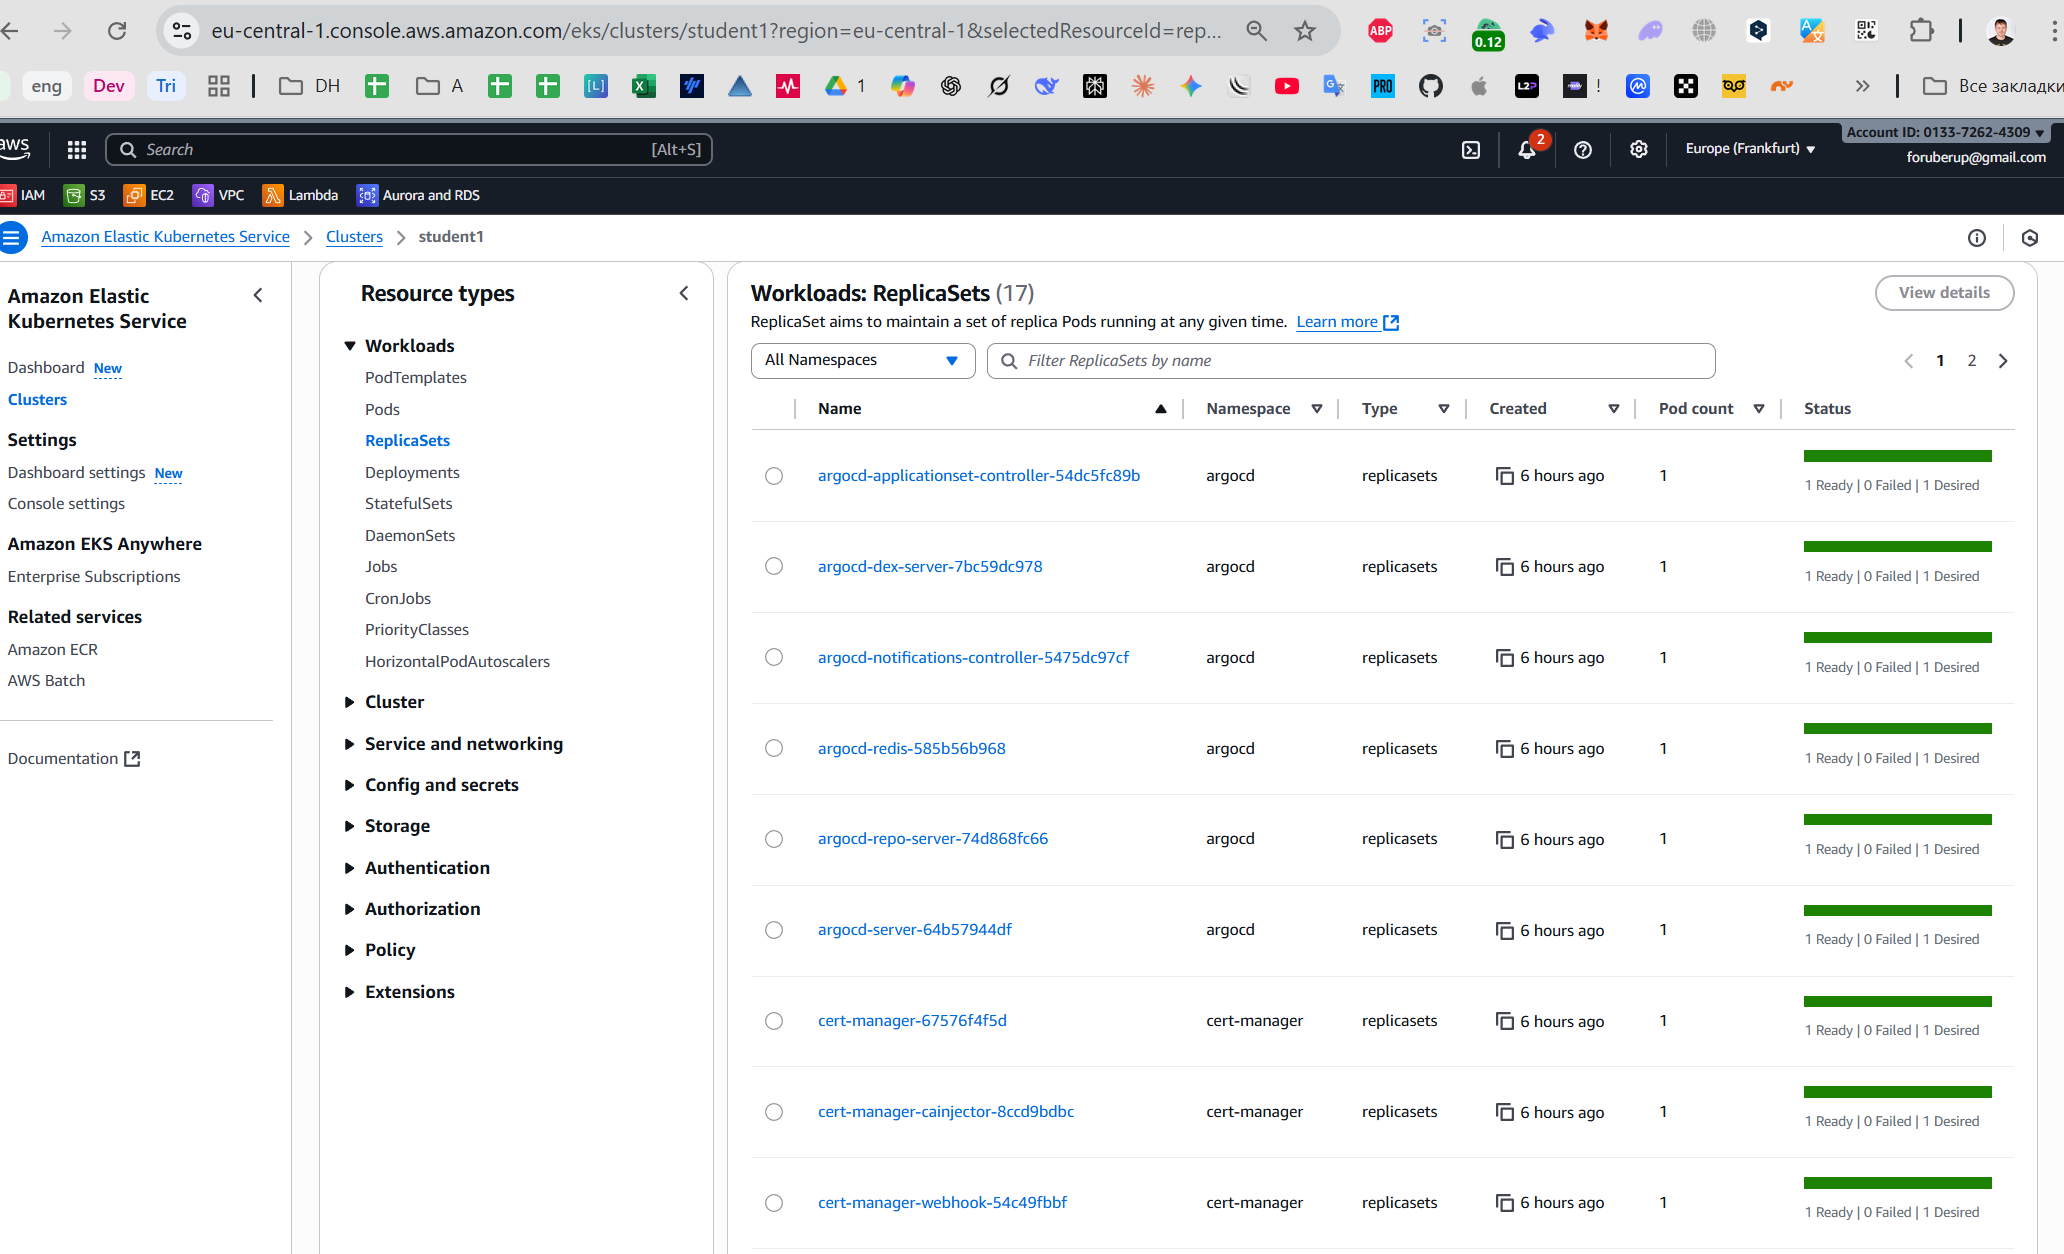 eu-central-1.console.aws.amazon.com/eks/clusters/student1?region=eu-central-1&selectedResourceId=rep...
ABP
0.12
eng
Dev
Tri
DH
A
[L]
1
PRO
L2P
!
Все закладки
aws
Search
[Alt+S]
2
Europe (Frankfurt)
Account ID: 0133-7262-4309
foruberup@gmail.com
IAM
S3
EC2
VPC
Lambda
Aurora and RDS
Amazon Elastic Kubernetes Service
Clusters
student1
Amazon Elastic
Kubernetes Service
Dashboard New
Clusters
Settings
Dashboard settings New
Console settings
Amazon EKS Anywhere
Enterprise Subscriptions
Related services
Amazon ECR
AWS Batch
Documentation
Resource types
Workloads
PodTemplates
Pods
ReplicaSets
Deployments
StatefulSets
DaemonSets
Jobs
CronJobs
PriorityClasses
HorizontalPodAutoscalers
Cluster
Service and networking
Config and secrets
Storage
Authentication
Authorization
Policy
Extensions
Workloads: ReplicaSets (17)
View details
ReplicaSet aims to maintain a set of replica Pods running at any given time. Learn more
All Namespaces
Filter ReplicaSets by name
1 2
Name Namespace Type Created Pod count Status
argocd-applicationset-controller-54dc5fc89b argocd replicasets 6 hours ago 1
1 Ready | 0 Failed | 1 Desired
argocd-dex-server-7bc59dc978 argocd replicasets 6 hours ago 1
1 Ready | 0 Failed | 1 Desired
argocd-notifications-controller-5475dc97cf argocd replicasets 6 hours ago 1
1 Ready | 0 Failed | 1 Desired
argocd-redis-585b56b968 argocd replicasets 6 hours ago 1
1 Ready | 0 Failed | 1 Desired
argocd-repo-server-74d868fc66 argocd replicasets 6 hours ago 1
1 Ready | 0 Failed | 1 Desired
argocd-server-64b57944df argocd replicasets 6 hours ago 1
1 Ready | 0 Failed | 1 Desired
cert-manager-67576f4f5d cert-manager replicasets 6 hours ago 1
1 Ready | 0 Failed | 1 Desired
cert-manager-cainjector-8ccd9bdbc cert-manager replicasets 6 hours ago 1
1 Ready | 0 Failed | 1 Desired
cert-manager-webhook-54c49fbbf cert-manager replicasets 6 hours ago 1
1 Ready | 0 Failed | 1 Desired